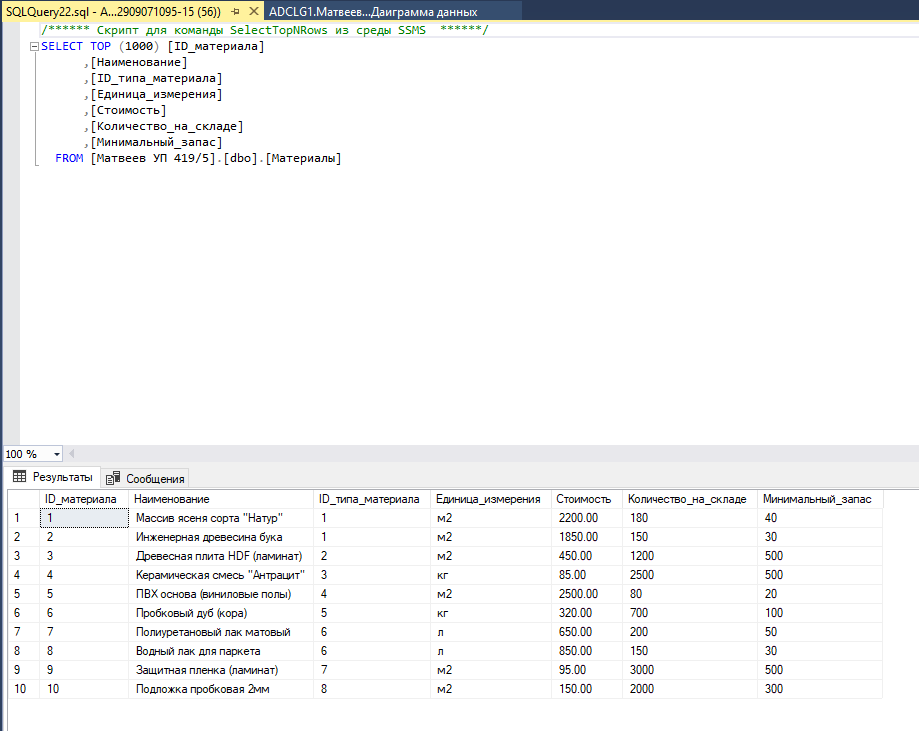 SQLQuery22.sql - A...2909071095-15 (56)) ADCLG1.Матвеев...Даиграмма данных
/****** Скрипт для команды SelectTopNRows из среды SSMS ******/
SELECT TOP (1000) [ID_материала]
,[Наименование]
,[ID_типа_материала]
,[Единица_измерения]
,[Стоимость]
,[Количество_на_складе]
,[Минимальный_запас]
FROM [Матвеев УП 419/5].[dbo].[Материалы]
100 %
Результаты Сообщения
ID_материала Наименование ID_типа_материала Единица_измерения Стоимость Количество_на_складе Минимальный_запас
1 1 Массив ясеня сорта "Натур" 1 м2 2200.00 180 40
2 2 Инженерная древесина бука 1 м2 1850.00 150 30
3 3 Древесная плита HDF (ламинат) 2 м2 450.00 1200 500
4 4 Керамическая смесь "Антрацит" 3 кг 85.00 2500 500
5 5 ПВХ основа (виниловые полы) 4 м2 2500.00 80 20
6 6 Пробковый дуб (кора) 5 кг 320.00 700 100
7 7 Полиуретановый лак матовый 6 л 650.00 200 50
8 8 Водный лак для паркета 6 л 850.00 150 30
9 9 Защитная пленка (ламинат) 7 м2 95.00 3000 500
10 10 Подложка пробковая 2мм 8 м2 150.00 2000 300